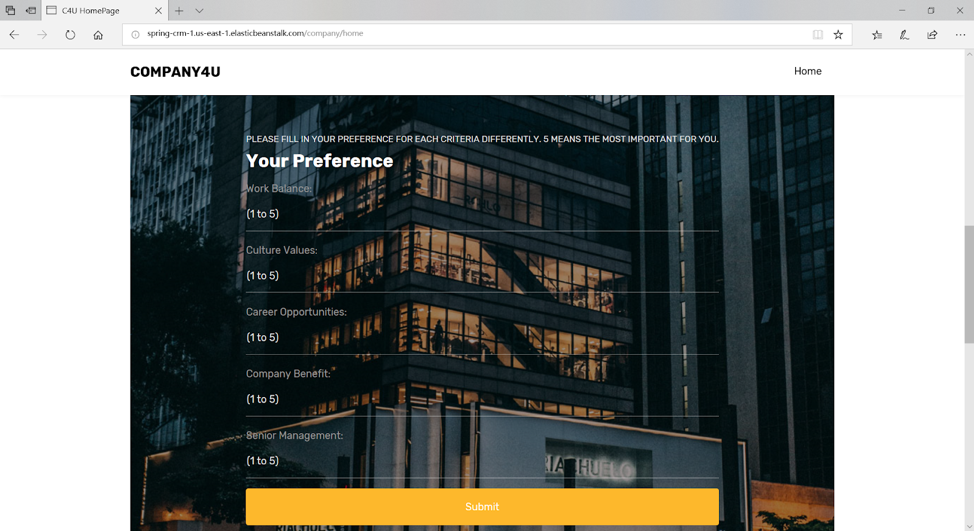 C4U HomePage
spring-crm-1.us-east-1.elasticbeanstalk.com/company/home
COMPANY4U
Home
PLEASE FILL IN YOUR PREFERENCE FOR EACH CRITERIA DIFFERENTLY. 5 MEANS THE MOST IMPORTANT FOR YOU.
Your Preference
Work Balance:
(1 to 5)
Culture Values:
(1 to 5)
Career Opportunities:
(1 to 5)
Company Benefit:
(1 to 5)
Senior Management:
(1 to 5)
RIACHUELO
Submit
RIACHUELO